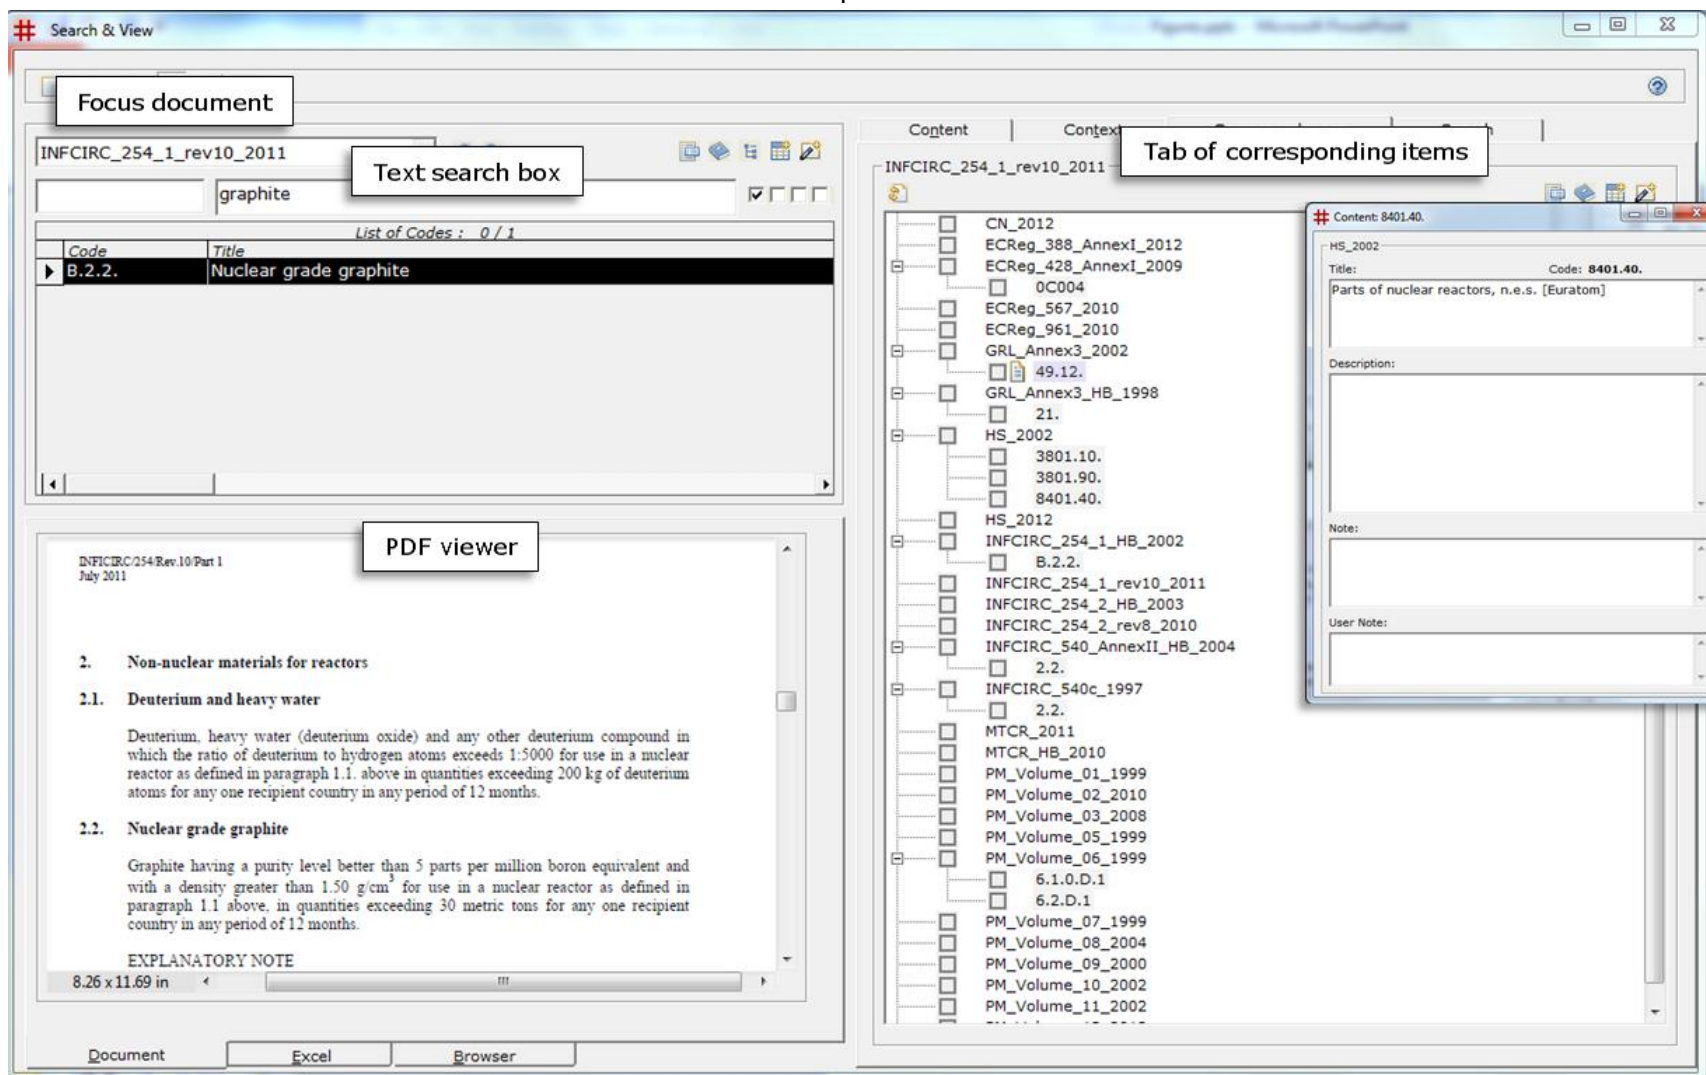 Search & View
Focus document
INFCIRC_254_1_rev10_2011
Text search box
graphite
List of Codes : 0 / 1
Code Title
B.2.2. Nuclear grade graphite
PDF viewer
INFICIRC/254/Rev.10/Part 1
July 2011
2. Non-nuclear materials for reactors
2.1. Deuterium and heavy water
Deuterium, heavy water (deuterium oxide) and any other deuterium compound in
which the ratio of deuterium to hydrogen atoms exceeds 1:5000 for use in a nuclear
reactor as defined in paragraph 1.1. above in quantities exceeding 200 kg of deuterium
atoms for any one recipient country in any period of 12 months.
2.2. Nuclear grade graphite
Graphite having a purity level better than 5 parts per million boron equivalent and
with a density greater than 1.50 g/cm3 for use in a nuclear reactor as defined in
paragraph 1.1 above, in quantities exceeding 30 metric tons for any one recipient
country in any period of 12 months.
EXPLANATORY NOTE
8.26 x 11.69 in
Document Excel Browser
Content Context
Tab of corresponding items
INFCIRC_254_1_rev10_2011
CN_2012
ECReg_388_AnnexI_2012
ECReg_428_AnnexI_2009
0C004
ECReg_567_2010
ECReg_961_2010
GRL_Annex3_2002
49.12.
GRL_Annex3_HB_1998
21.
HS_2002
3801.10.
3801.90.
8401.40.
HS_2012
INFCIRC_254_1_HB_2002
B.2.2.
INFCIRC_254_1_rev10_2011
INFCIRC_254_2_HB_2003
INFCIRC_254_2_rev8_2010
INFCIRC_540_AnnexII_HB_2004
2.2.
INFCIRC_540c_1997
2.2.
MTCR_2011
MTCR_HB_2010
PM_Volume_01_1999
PM_Volume_02_2010
PM_Volume_03_2008
PM_Volume_05_1999
PM_Volume_06_1999
6.1.0.D.1
6.2.D.1
PM_Volume_07_1999
PM_Volume_08_2004
PM_Volume_09_2000
PM_Volume_10_2002
PM_Volume_11_2002
Content: 8401.40.
HS_2002
Title: Code: 8401.40.
Parts of nuclear reactors, n.e.s. [Euratom]
Description:
Note:
User Note: